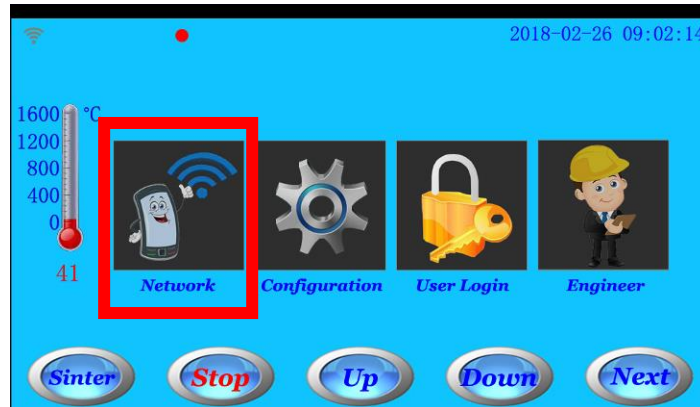 2018-02-26 09:02:14
1600 °C
1200
800
400
0
41
Network Configuration User Login Engineer
Sinter Stop Up Down Next